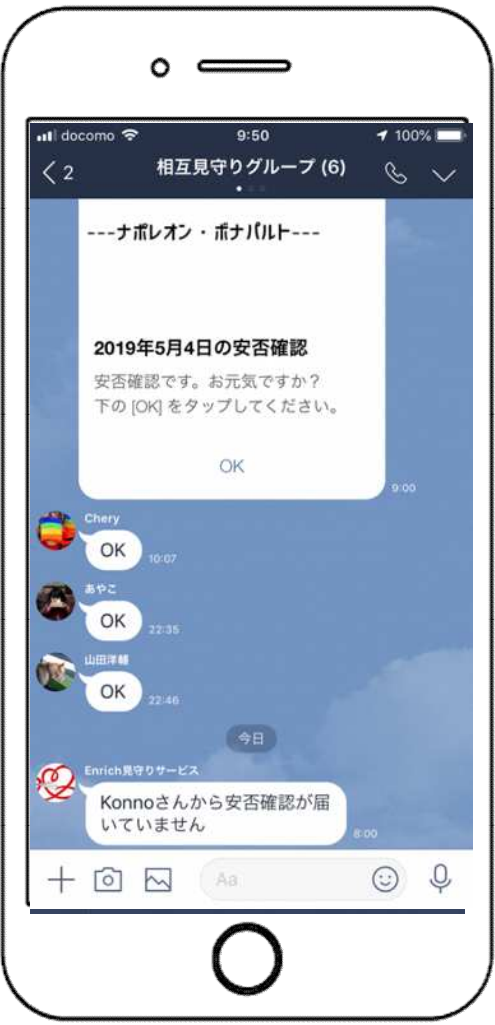 docomo 9:50 100%
2 相互見守りグループ (6)
---ナポレオン・ボナパルト---
2019年5月4日の安否確認
安否確認です。お元気ですか？
下の [OK] をタップしてください。
OK
9:00
Chery
OK 10:07
あやこ
OK 22:35
山田洋輔
OK 22:46
今日
Enrich見守りサービス
Konnoさんから安否確認が届
いていません
8:00
Aa